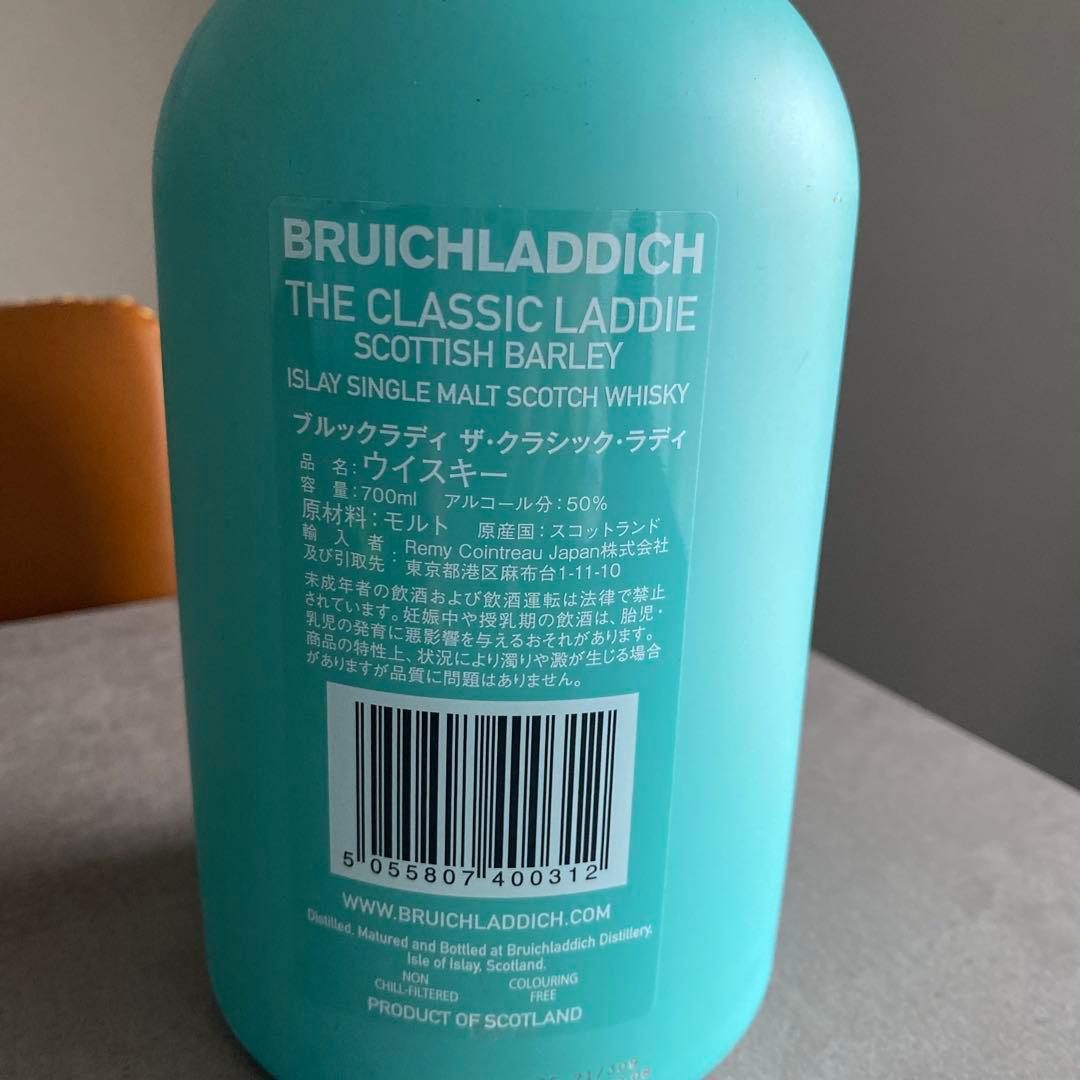 BRUICHLADDICH
THE CLASSIC LADDIE
SCOTTISH BARLEY
ISLAY SINGLE MALT SCOTCH WHISKY
ブルックラディ ザ・クラシック・ラディ
品 名:ウイスキー
容 量:700ml アルコール分:50%
原材料:モルト 原産国:スコットランド
輸 入 者 : Remy Cointreau Japan株式会社
及び引取先 : 東京都港区麻布台1-11-10
未成年者の飲酒および飲酒運転は法律で禁止
されています。妊娠中や授乳期の飲酒は、胎児・
乳児の発育に悪影響を与えるおそれがあります。
商品の特性上、状況により濁りや澱が生じる場合
がありますが品質に問題はありません。
5 055807 400312
WWW.BRUICHLADDICH.COM
Distilled, Matured and Bottled at Bruichladdich Distillery,
Isle of Islay, Scotland.
NON CHILL-FILTERED
COLOURING FREE
PRODUCT OF SCOTLAND